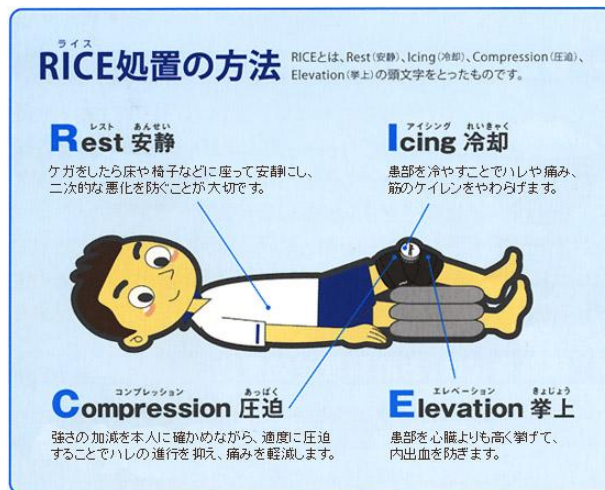 ライス
RICE処置の方法
RICEとは、Rest(安静)、Icing(冷却)、Compression(圧迫)、
Elevation(挙上)の頭文字をとったものです。
レスト あんせい
Rest 安静
ケガをしたら床や椅子などに座って安静にし、
二次的な悪化を防ぐことが大切です。
アイシング れいきゃく
Icing 冷却
患部を冷やすことでハレや痛み、
筋のケイレンをやわらげます。
コンプレッション あっぱく
Compression 圧迫
強さの加減を本人に確かめながら、適度に圧迫
することでハレの進行を抑え、痛みを軽減します。
エレベーション きょじょう
Elevation 挙上
患部を心臓よりも高く挙げて、
内出血を防ぎます。